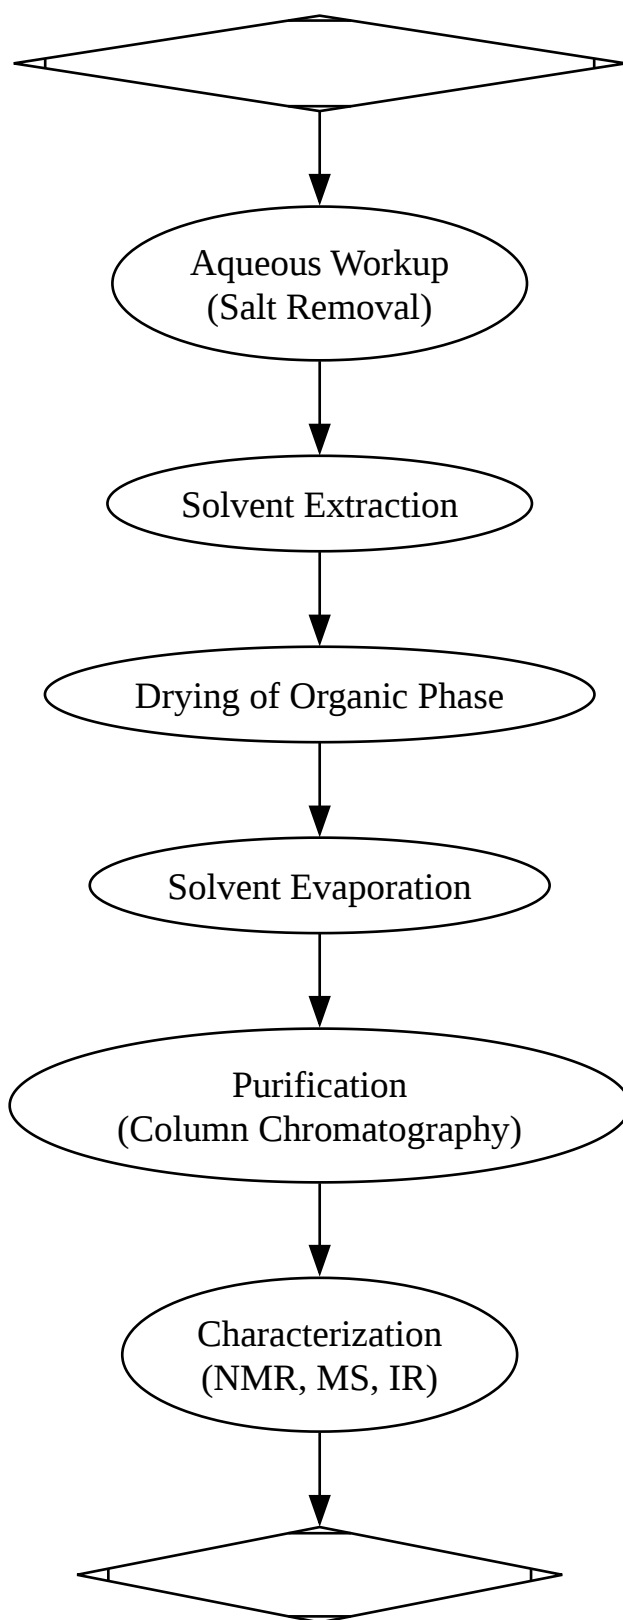 Aqueous Workup
(Salt Removal)
Solvent Extraction
Drying of Organic Phase
Solvent Evaporation
Purification
(Column Chromatography)
Characterization
(NMR, MS, IR)